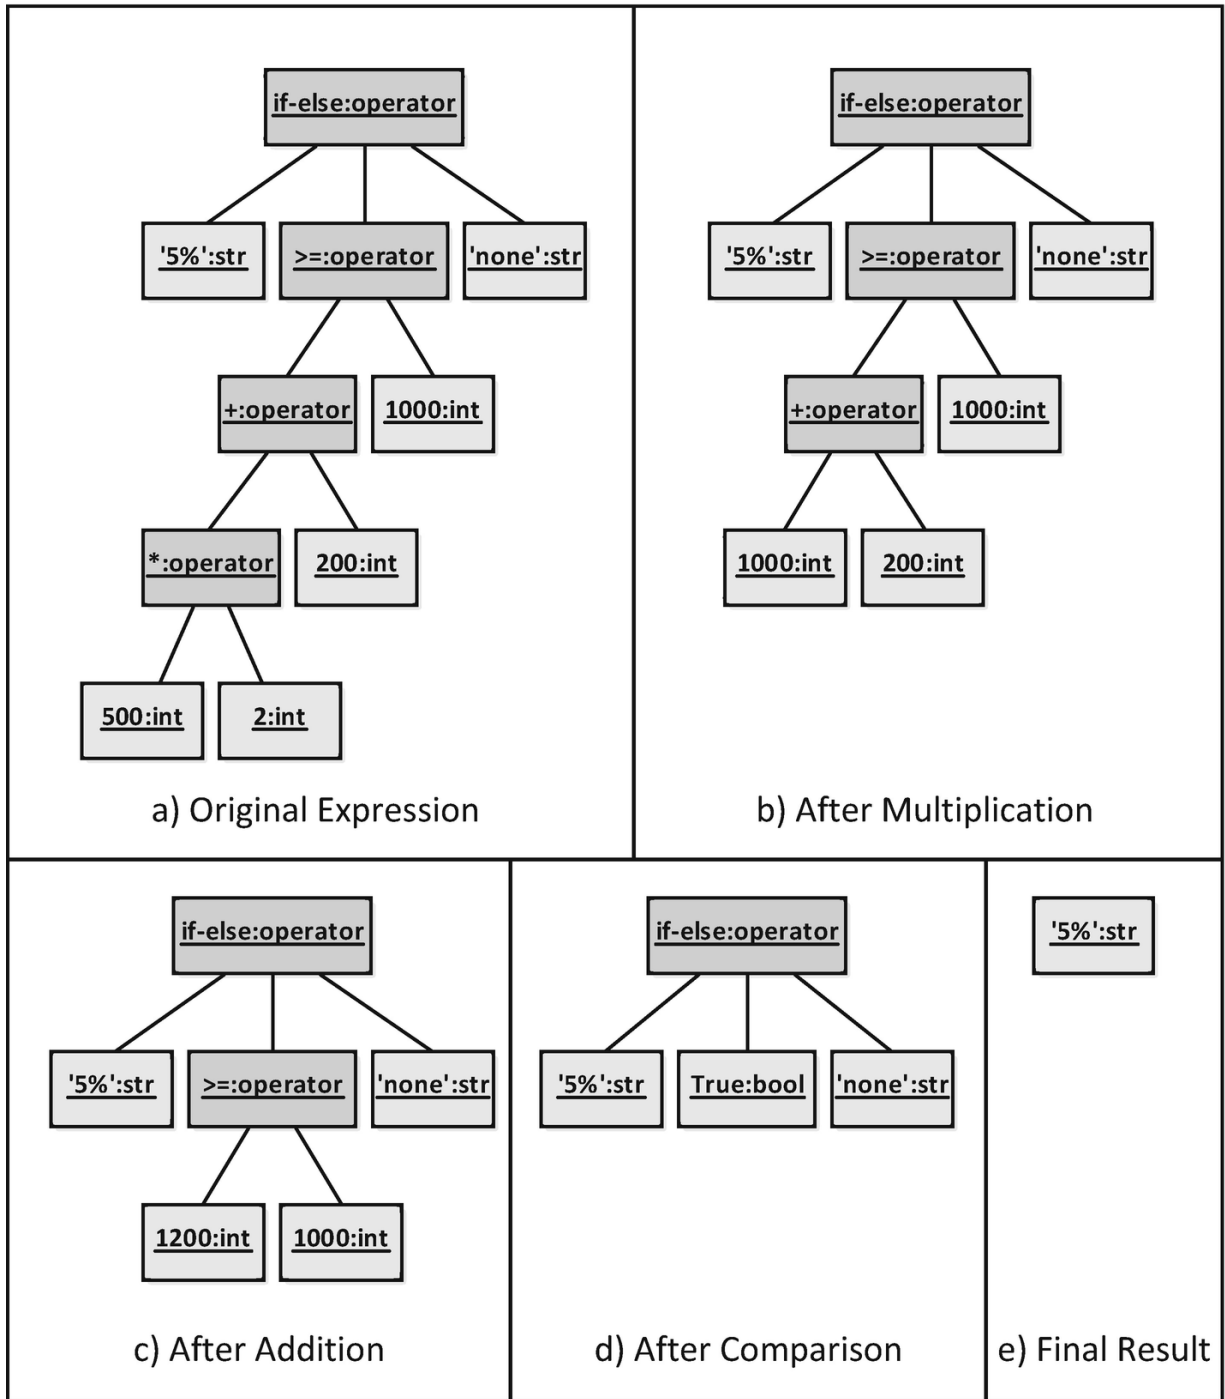 if-else:operator
'5%':str
>=:operator
'none':str
+:operator
1000:int
*:operator
200:int
500:int
2:int
a) Original Expression
if-else:operator
'5%':str
>=:operator
'none':str
+:operator
1000:int
1000:int
200:int
b) After Multiplication
if-else:operator
'5%':str
>=:operator
'none':str
1200:int
1000:int
c) After Addition
if-else:operator
'5%':str
True:bool
'none':str
d) After Comparison
'5%':str
e) Final Result